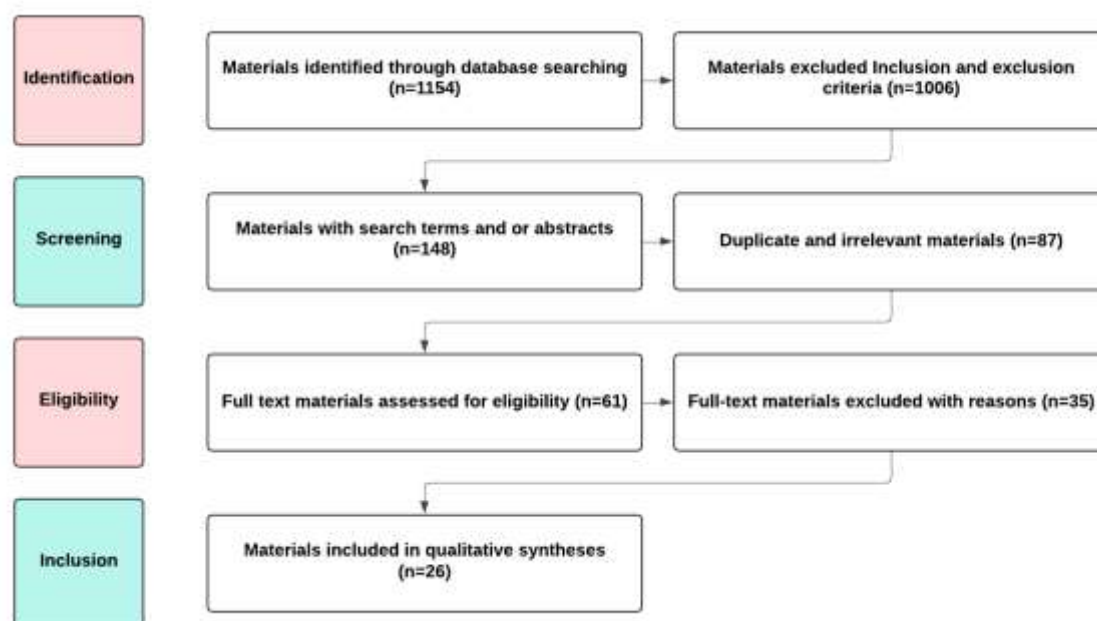 Identification
Materials identified through database searching
(n=1154)
Materials excluded Inclusion and exclusion
criteria (n=1006)
Screening
Materials with search terms and or abstracts
(n=148)
Duplicate and irrelevant materials (n=87)
Eligibility
Full text materials assessed for eligibility (n=61)
Full-text materials excluded with reasons (n=35)
Inclusion
Materials included in qualitative syntheses
(n=26)